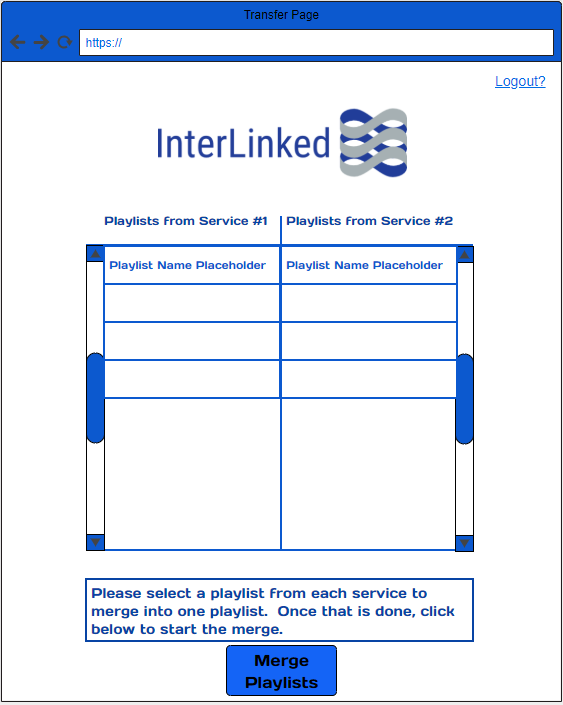 Transfer Page
https://
Logout?
InterLinked
Playlists from Service #1
Playlists from Service #2
Playlist Name Placeholder
Playlist Name Placeholder
Please select a playlist from each service to
merge into one playlist.  Once that is done, click
below to start the merge.
Merge
Playlists